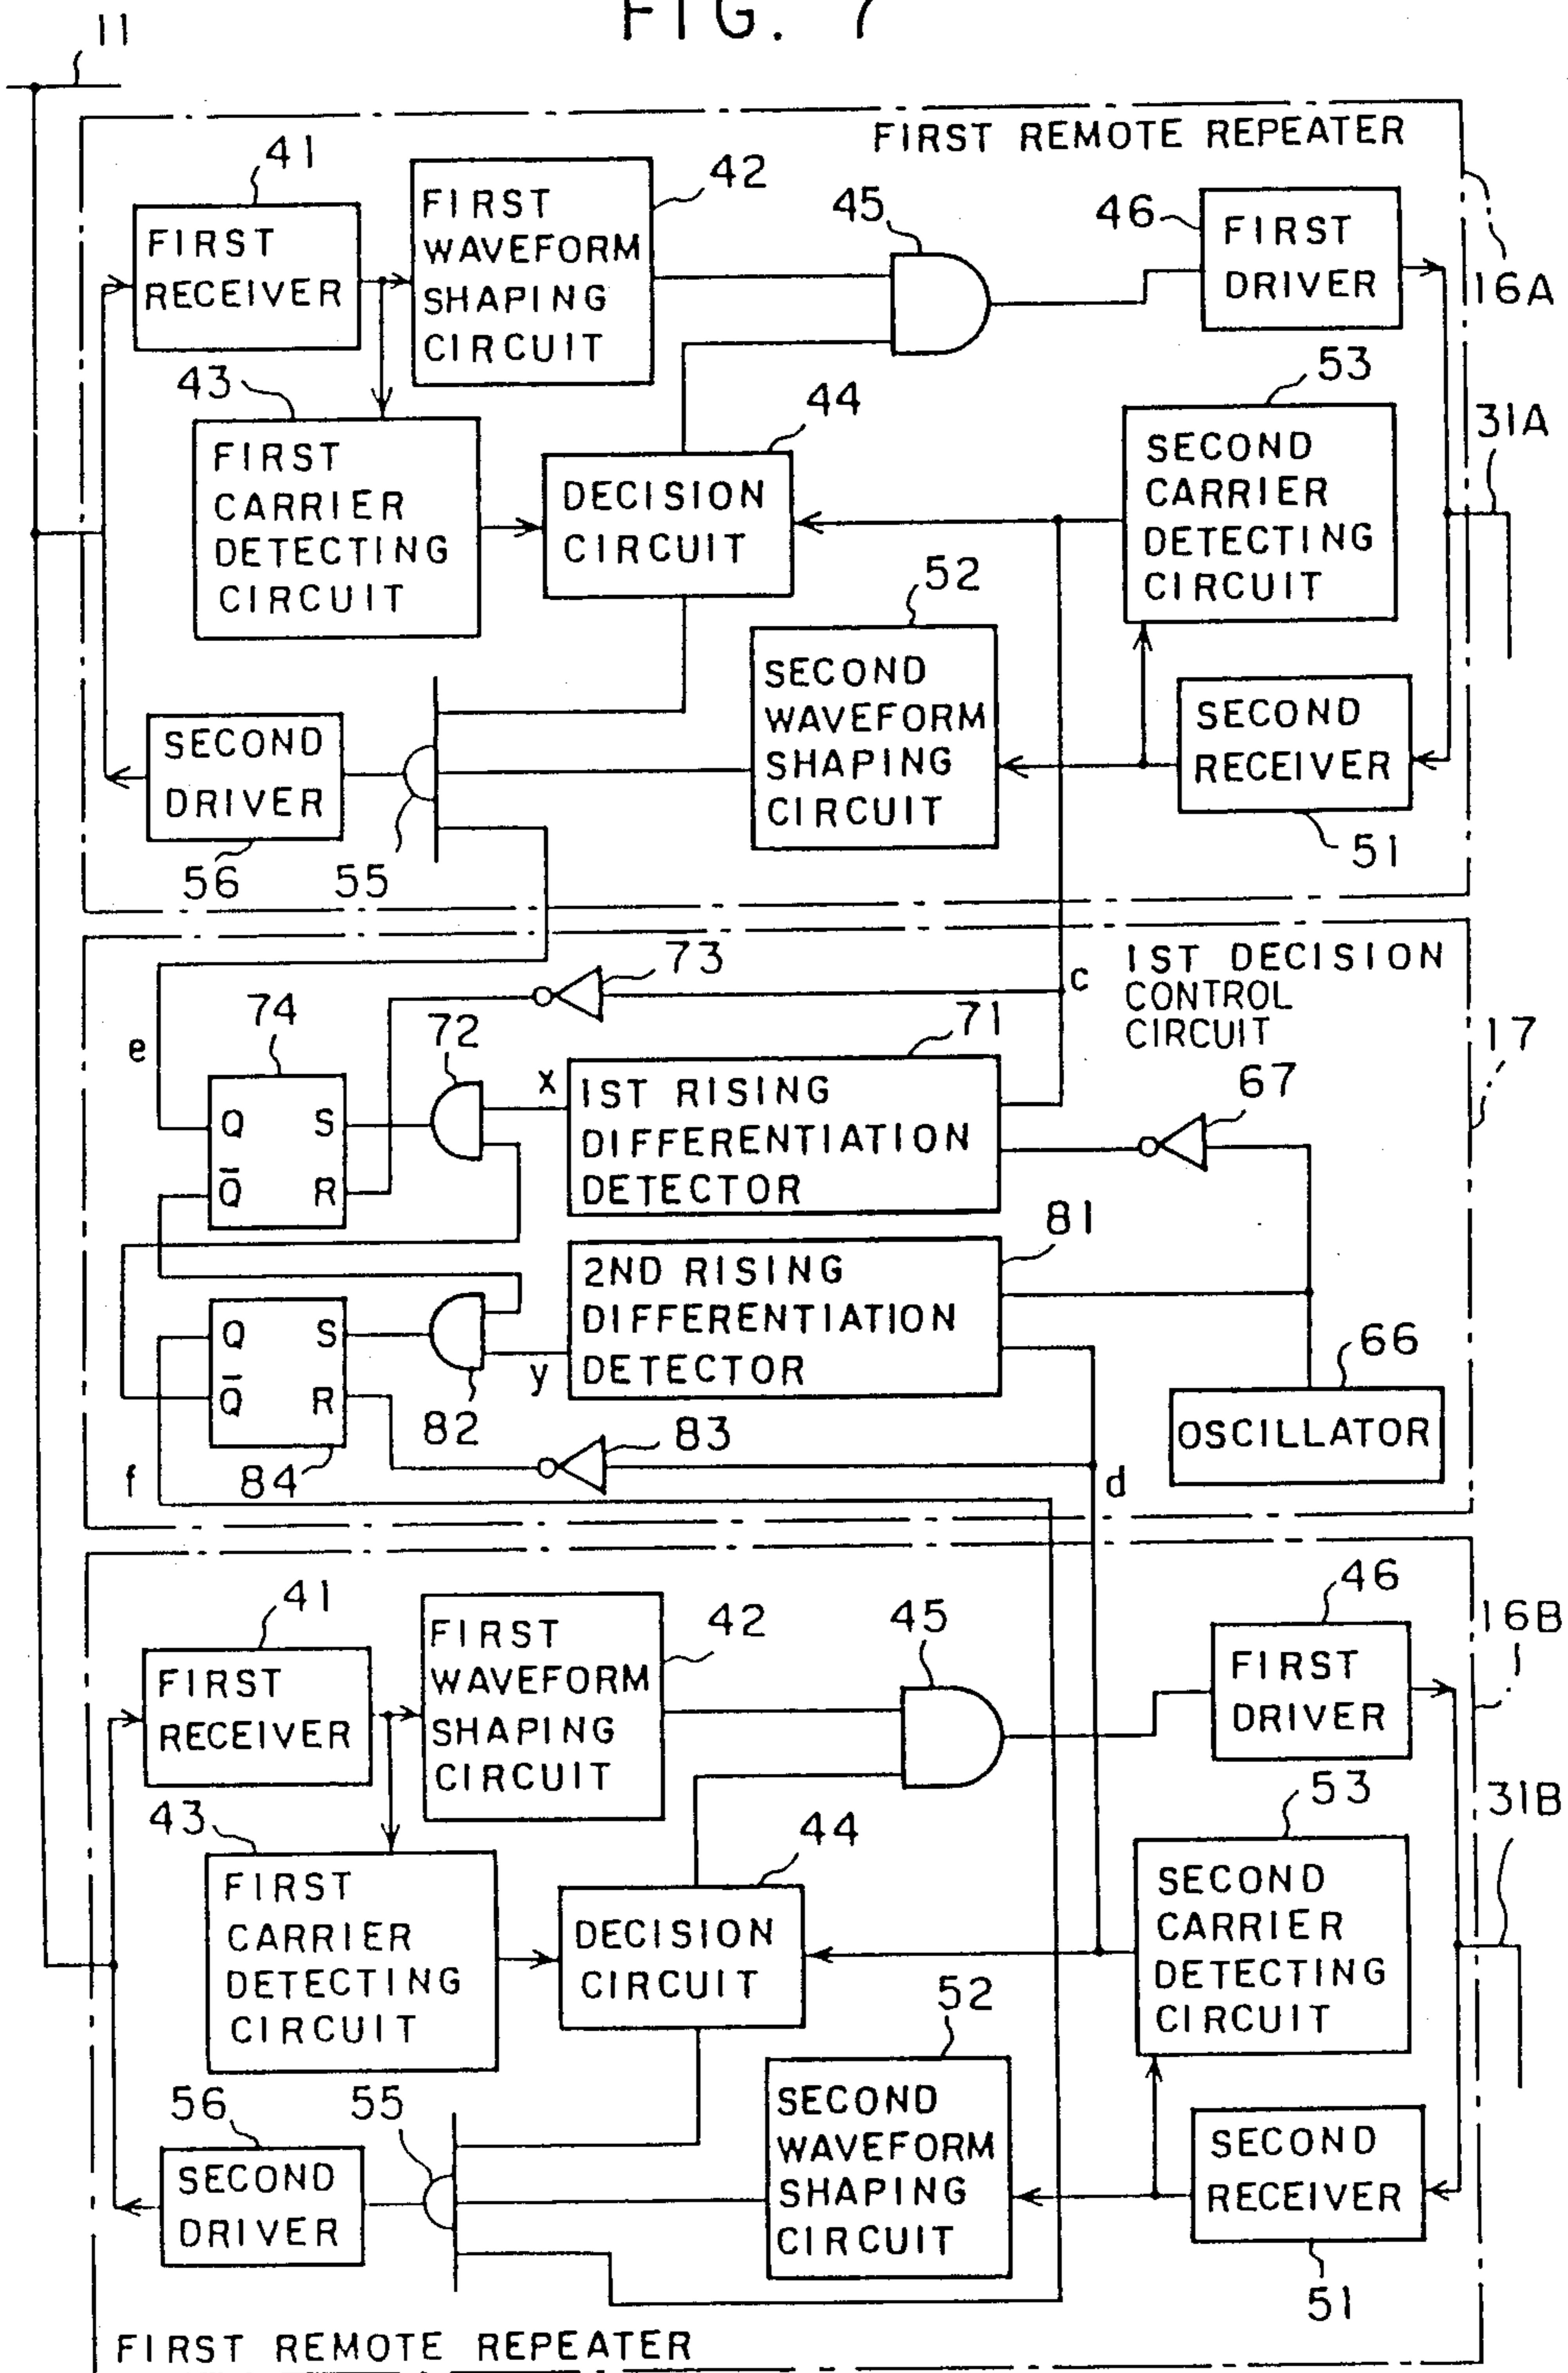 FIG. 7
11
FIRST REMOTE REPEATER
41
FIRST
RECEIVER
42
FIRST
WAVEFORM
SHAPING
CIRCUIT
45
46
FIRST
DRIVER
16A
43
FIRST
CARRIER
DETECTING
CIRCUIT
44
DECISION
CIRCUIT
53
SECOND
CARRIER
DETECTING
CIRCUIT
31A
52
SECOND
WAVEFORM
SHAPING
CIRCUIT
SECOND
RECEIVER
51
SECOND
DRIVER
56
55
1ST DECISION
CONTROL
CIRCUIT
17
73
c
e
74
Q S
Q̅ R
72
x
71
1ST RISING
DIFFERENTIATION
DETECTOR
67
81
2ND RISING
DIFFERENTIATION
DETECTOR
Q S
Q̅ R
84
82
y
66
OSCILLATOR
83
d
f
41
FIRST
RECEIVER
42
FIRST
WAVEFORM
SHAPING
CIRCUIT
45
46
FIRST
DRIVER
16B
43
FIRST
CARRIER
DETECTING
CIRCUIT
44
DECISION
CIRCUIT
53
SECOND
CARRIER
DETECTING
CIRCUIT
31B
52
SECOND
WAVEFORM
SHAPING
CIRCUIT
SECOND
RECEIVER
51
56
SECOND
DRIVER
55
FIRST REMOTE REPEATER